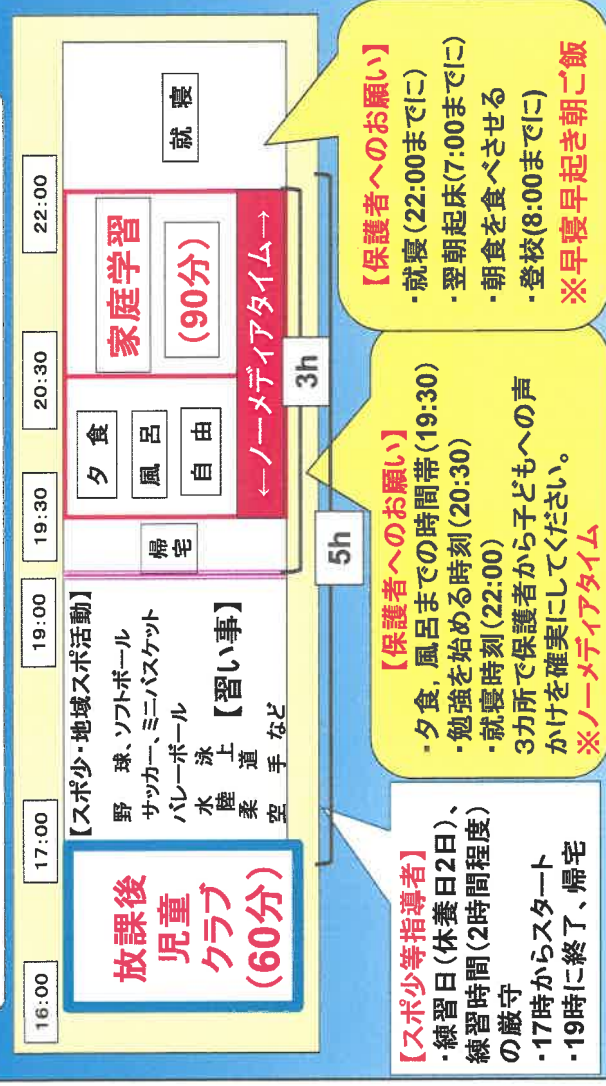 16:00
17:00
19:00
19:30
20:30
22:00
放課後
児童
クラブ
(60分)
【スポ少・地域スポ活動】
野　球、ソフトボール
サッカー、ミニバスケット
バレーボール
水　泳
陸　上
柔　道
空　手 など
【習い事】
帰宅
夕　食
風　呂
自　由
家庭学習
(90分)
←ノーメディアタイム→
就　寝
3h
5h
【スポ少等指導者】
・練習日(休養日2日)、
練習時間(2時間程度)
の厳守
・17時からスタート
・19時に終了、帰宅
【保護者へのお願い】
・夕食，風呂までの時間帯(19:30)
・勉強を始める時刻(20:30)
・就寝時刻(22:00)
3カ所で保護者から子どもへの声
かけを確実にしてください。
※ノーメディアタイム
【保護者へのお願い】
・就寝(22:00までに)
・翌朝起床(7:00までに)
・朝食を食べさせる
・登校(8:00までに)
※早寝早起き朝ご飯